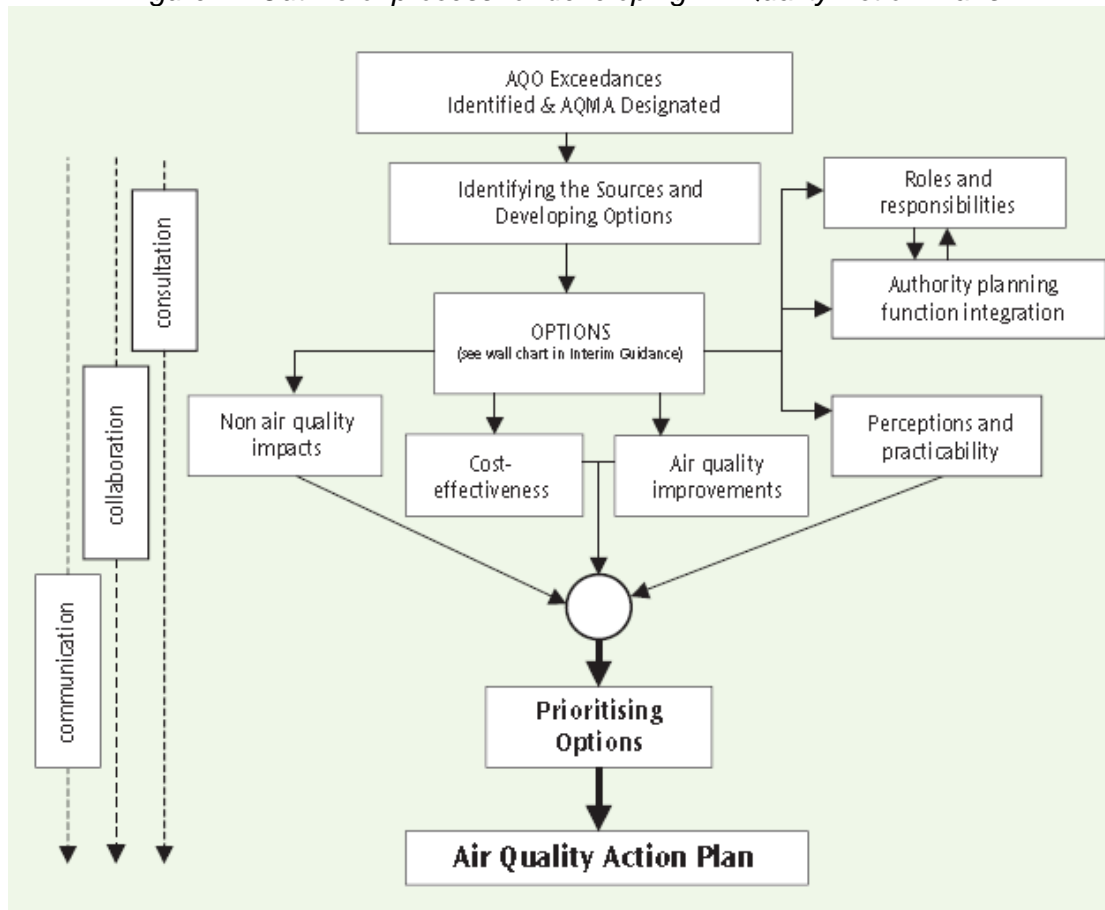 AQO Exceedances
Identified & AQMA Designated
Identifying the Sources and
Developing Options
Roles and
responsibilities
Authority planning
function integration
OPTIONS
(see wall chart in Interim Guidance)
Non air quality
impacts
Cost-
effectiveness
Air quality
improvements
Perceptions and
practicability
consultation
collaboration
communication
Prioritising
Options
Air Quality Action Plan